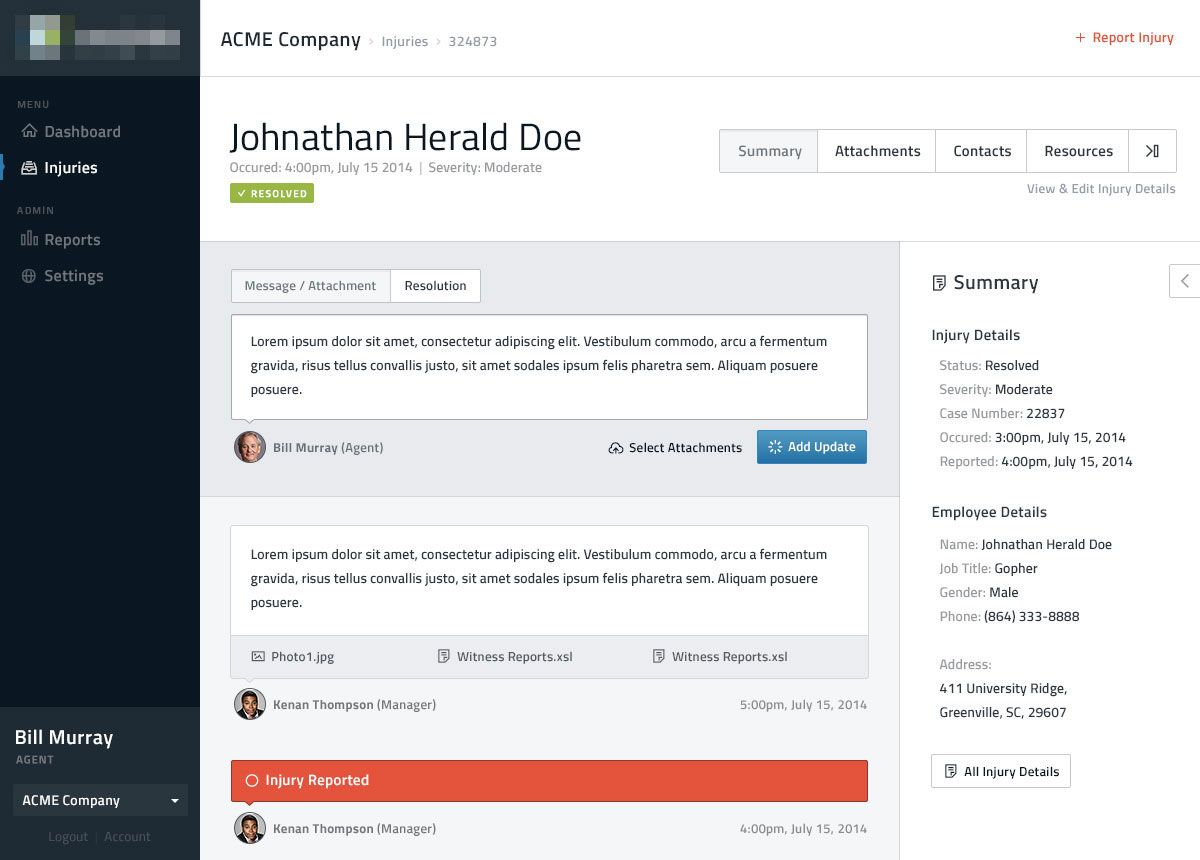 ACME Company › Injuries › 324873
+ Report Injury
MENU
Dashboard
Injuries
ADMIN
Reports
Settings
Bill Murray
AGENT
ACME Company
Logout | Account
Johnathan Herald Doe
Occured: 4:00pm, July 15 2014 | Severity: Moderate
✓ RESOLVED
Summary Attachments Contacts Resources
View & Edit Injury Details
Message / Attachment Resolution
Lorem ipsum dolor sit amet, consectetur adipiscing elit. Vestibulum commodo, arcu a fermentum
gravida, risus tellus convallis justo, sit amet sodales ipsum felis pharetra sem. Aliquam posuere
posuere.
Bill Murray (Agent)
Select Attachments
Add Update
Lorem ipsum dolor sit amet, consectetur adipiscing elit. Vestibulum commodo, arcu a fermentum
gravida, risus tellus convallis justo, sit amet sodales ipsum felis pharetra sem. Aliquam posuere
posuere.
Photo1.jpg Witness Reports.xsl Witness Reports.xsl
Kenan Thompson (Manager) 5:00pm, July 15, 2014
Injury Reported
Kenan Thompson (Manager) 4:00pm, July 15, 2014
Summary
Injury Details
Status: Resolved
Severity: Moderate
Case Number: 22837
Occured: 3:00pm, July 15, 2014
Reported: 4:00pm, July 15, 2014
Employee Details
Name: Johnathan Herald Doe
Job Title: Gopher
Gender: Male
Phone: (864) 333-8888
Address:
411 University Ridge,
Greenville, SC, 29607
All Injury Details